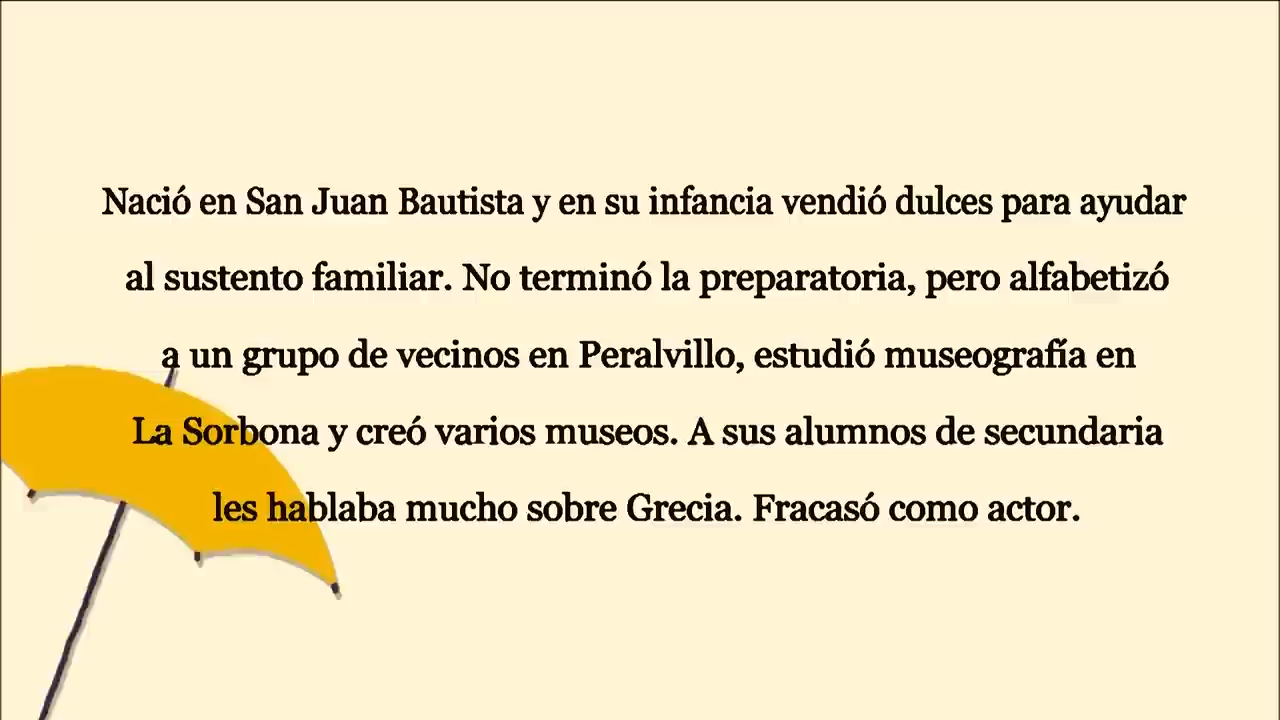 Nació en San Juan Bautista y en su infancia vendió dulces para ayudar
al sustento familiar. No terminó la preparatoria, pero alfabetizó
a un grupo de vecinos en Peralvillo, estudió museografía en
La Sorbona y creó varios museos. A sus alumnos de secundaria
les hablaba mucho sobre Grecia. Fracasó como actor.